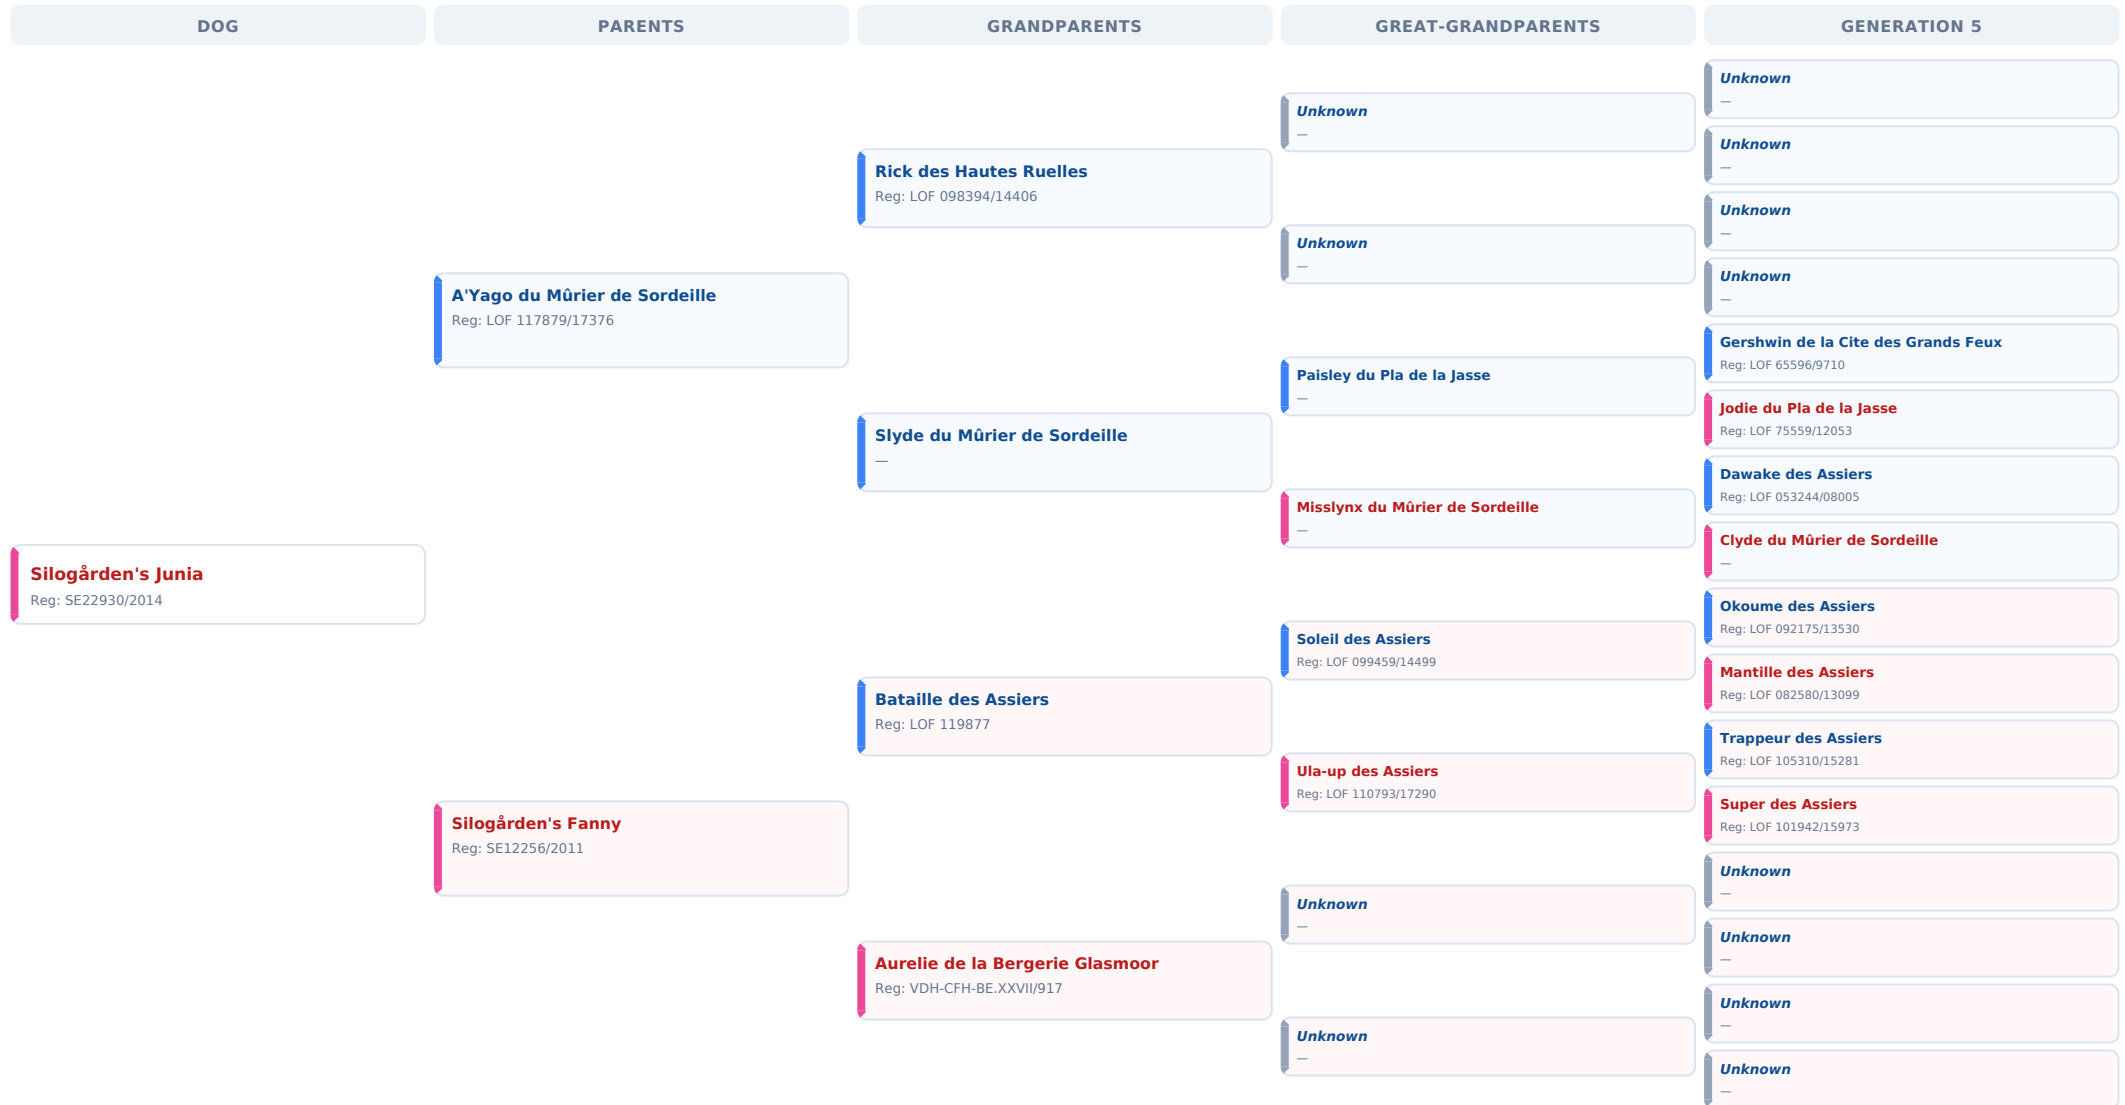 DOG
PARENTS
GRANDPARENTS
GREAT-GRANDPARENTS
GENERATION 5
Silogården's Junia
Reg: SE22930/2014
A'Yago du Mûrier de Sordeille
Reg: LOF 117879/17376
Silogården's Fanny
Reg: SE12256/2011
Rick des Hautes Ruelles
Reg: LOF 098394/14406
Slyde du Mûrier de Sordeille
—
Bataille des Assiers
Reg: LOF 119877
Aurelie de la Bergerie Glasmoor
Reg: VDH-CFH-BE.XXVII/917
Unknown
—
Unknown
—
Paisley du Pla de la Jasse
—
Misslynx du Mûrier de Sordeille
—
Soleil des Assiers
Reg: LOF 099459/14499
Ula-up des Assiers
Reg: LOF 110793/17290
Unknown
—
Unknown
—
Unknown
—
Unknown
—
Unknown
—
Unknown
—
Gershwin de la Cite des Grands Feux
Reg: LOF 65596/9710
Jodie du Pla de la Jasse
Reg: LOF 75559/12053
Dawake des Assiers
Reg: LOF 053244/08005
Clyde du Mûrier de Sordeille
—
Okoume des Assiers
Reg: LOF 092175/13530
Mantille des Assiers
Reg: LOF 082580/13099
Trappeur des Assiers
Reg: LOF 105310/15281
Super des Assiers
Reg: LOF 101942/15973
Unknown
—
Unknown
—
Unknown
—
Unknown
—